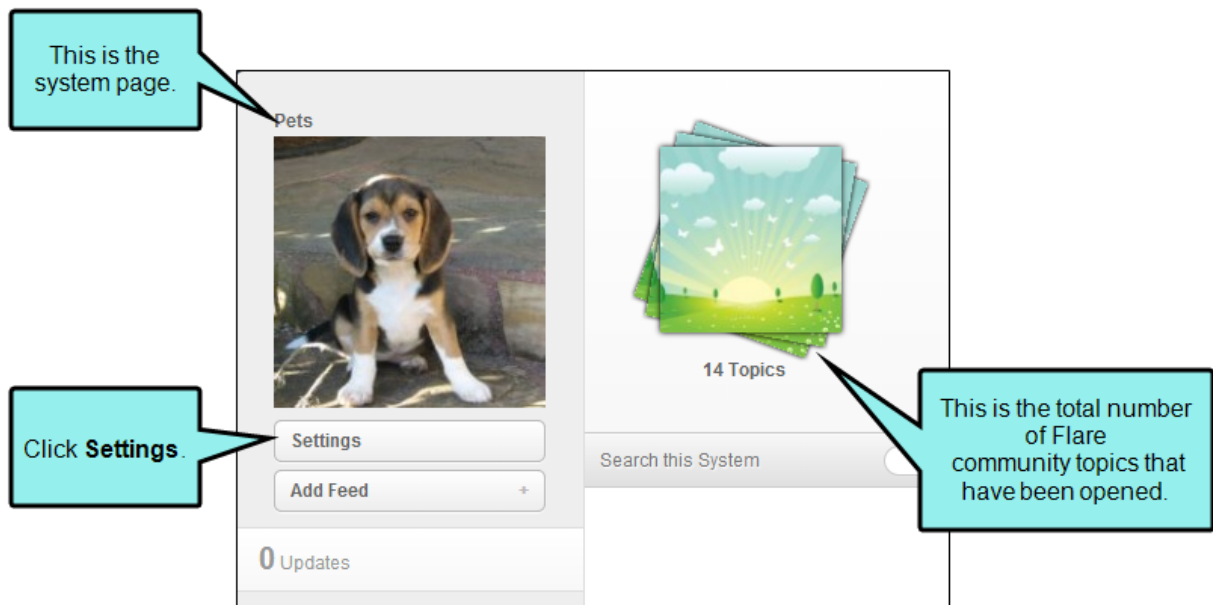 This is the
system page.
Pets
14 Topics
Click Settings.
Settings
Add Feed +
Search this System
This is the total number
of Flare
community topics that
have been opened.
0 Updates